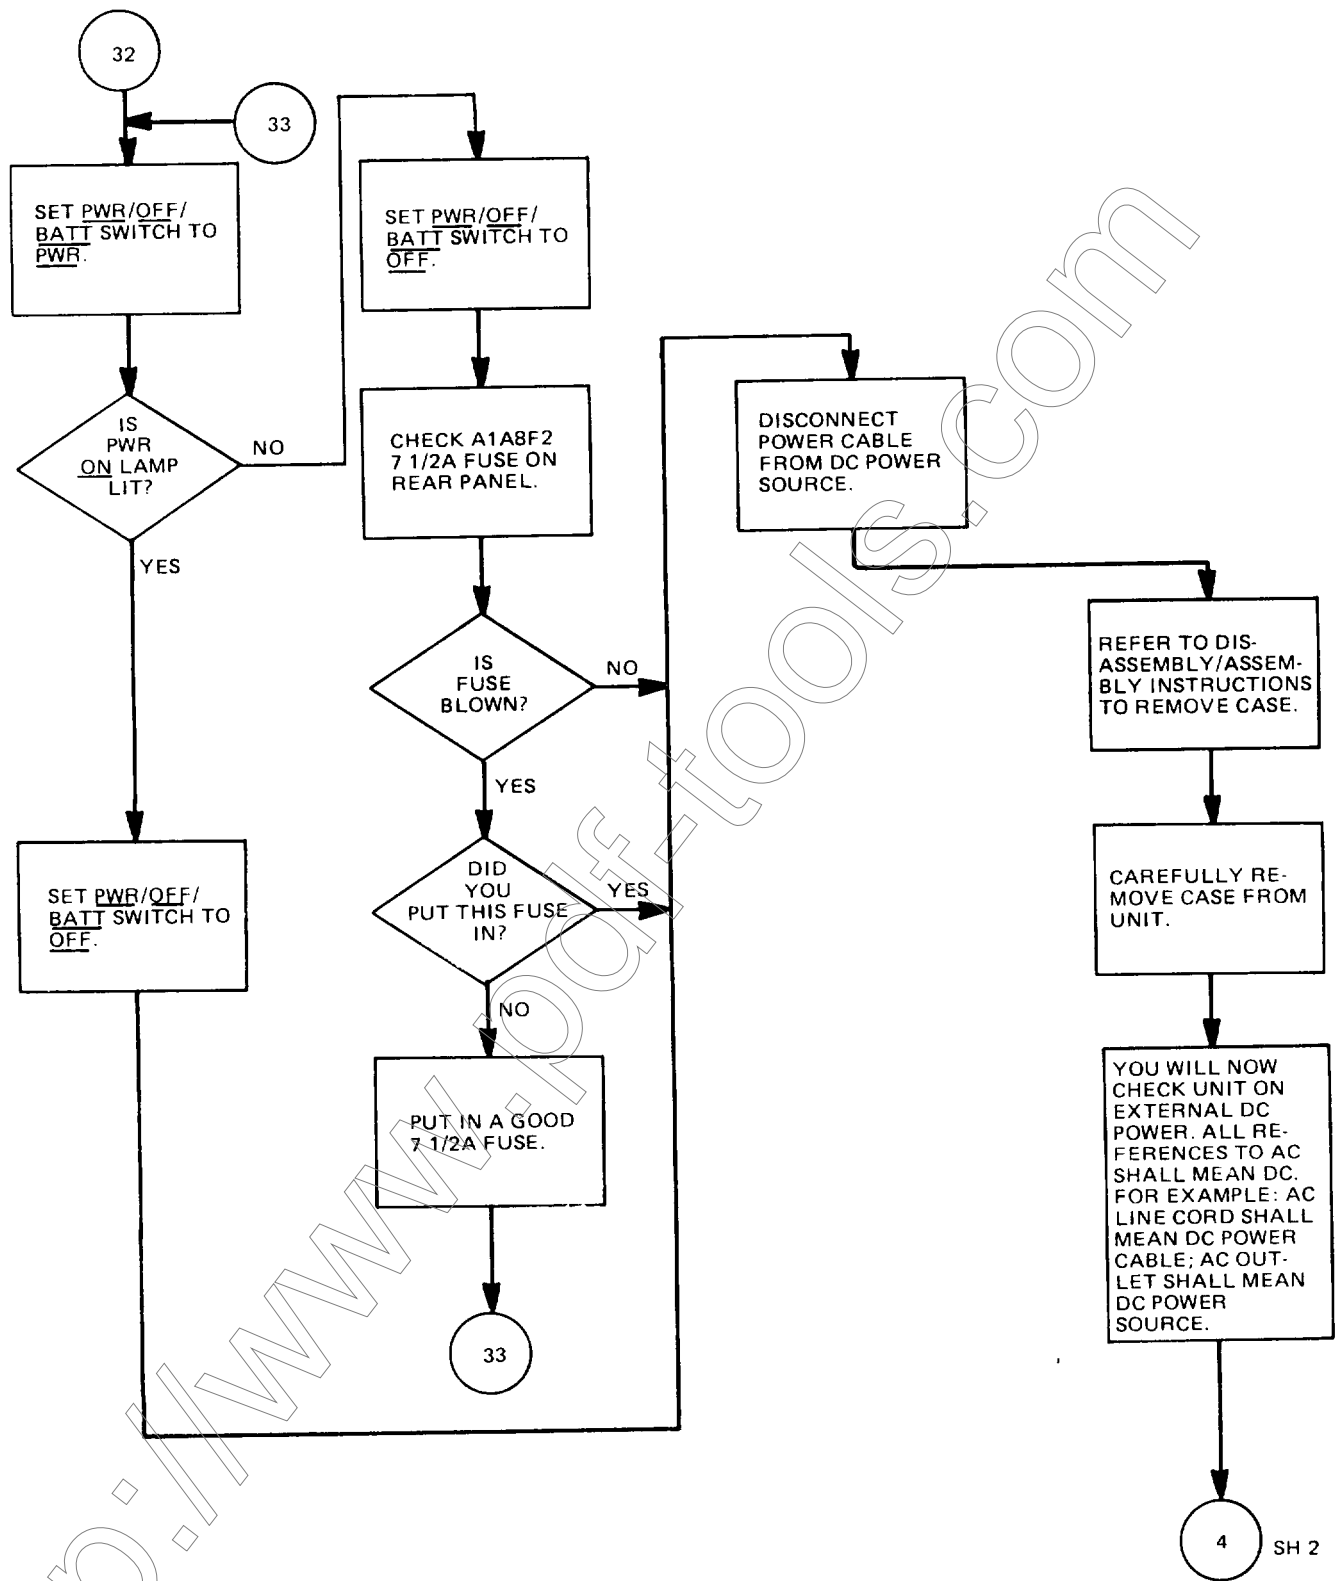 32
33
SET PWR/OFF/
BATT SWITCH TO
PWR.
IS
PWR
ON LAMP
LIT?
NO
YES
SET PWR/OFF/
BATT SWITCH TO
OFF.
SET PWR/OFF/
BATT SWITCH TO
OFF.
CHECK A1A8F2
7 1/2A FUSE ON
REAR PANEL.
IS
FUSE
BLOWN?
NO
YES
DID
YOU
PUT THIS FUSE
IN?
YES
NO
PUT IN A GOOD
7 1/2A FUSE.
33
DISCONNECT
POWER CABLE
FROM DC POWER
SOURCE.
REFER TO DIS-
ASSEMBLY/ASSEM-
BLY INSTRUCTIONS
TO REMOVE CASE.
CAREFULLY RE-
MOVE CASE FROM
UNIT.
YOU WILL NOW
CHECK UNIT ON
EXTERNAL DC
POWER. ALL RE-
FERENCES TO AC
SHALL MEAN DC.
FOR EXAMPLE: AC
LINE CORD SHALL
MEAN DC POWER
CABLE; AC OUT-
LET SHALL MEAN
DC POWER
SOURCE.
4
SH 2
p://www.pdf-tools.com